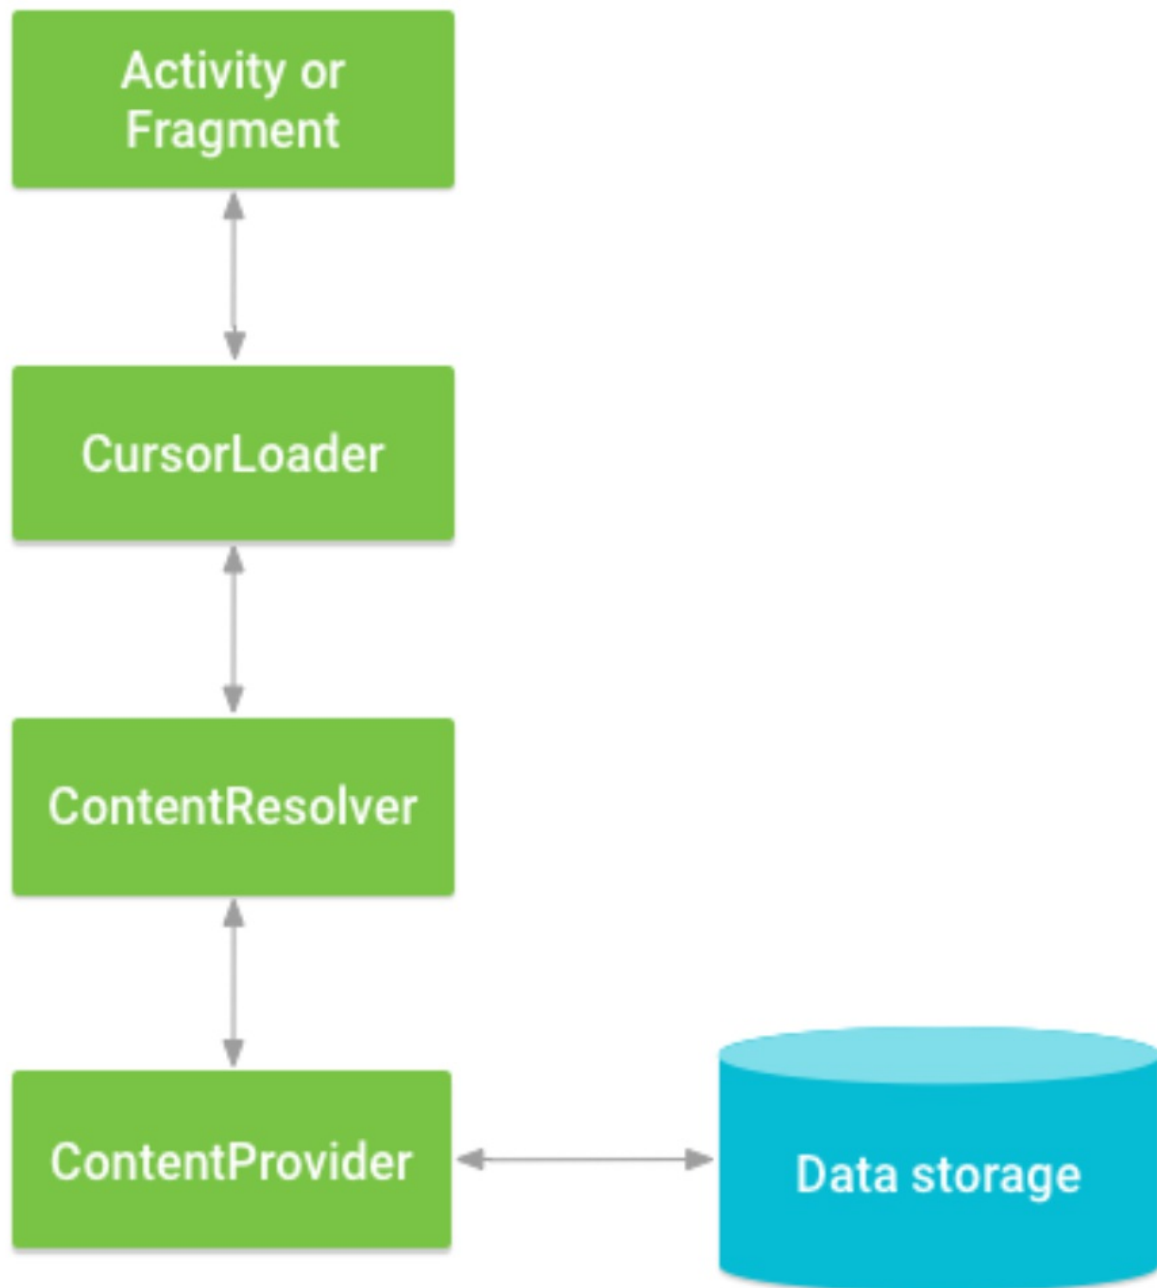 Activity or
Fragment
CursorLoader
ContentResolver
ContentProvider
Data storage